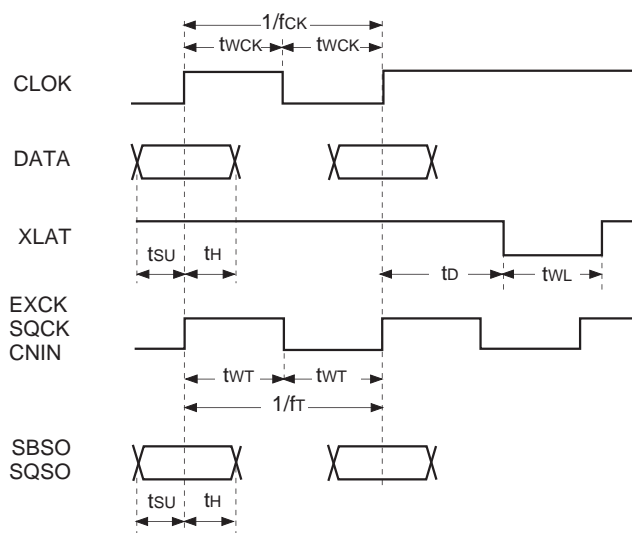 1/fCK
tWCK tWCK
CLOK
DATA
XLAT
tSU tH
tD tWL
EXCK
SQCK
CNIN
tWT tWT
1/fT
SBSO
SQSO
tSU tH